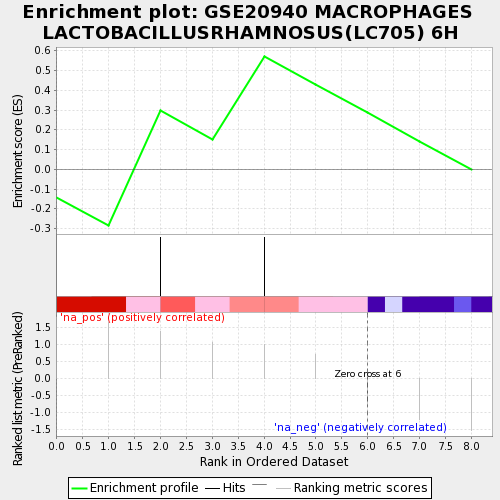 Enrichment plot: GSE20940 MACROPHAGES
LACTOBACILLUSRHAMNOSUS(LC705) 6H
Enrichment score (ES)
0.6
0.5
0.4
0.3
0.2
0.1
0.0
-0.1
-0.2
-0.3
Ranked list metric (PreRanked)
1.5
1.0
0.5
0.0
-0.5
-1.0
-1.5
'na_pos' (positively correlated)
Zero cross at 6
'na_neg' (negatively correlated)
0.0 0.5 1.0 1.5 2.0 2.5 3.0 3.5 4.0 4.5 5.0 5.5 6.0 6.5 7.0 7.5 8.0
Rank in Ordered Dataset
Enrichment profile Hits Ranking metric scores